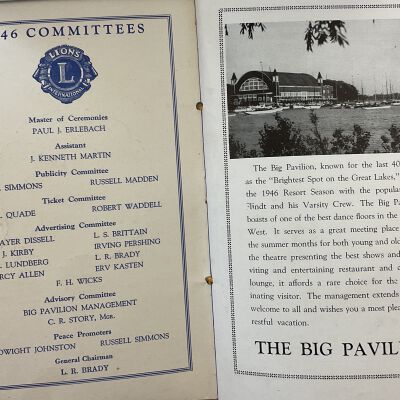 46 COMMITTEES
LIONS
L
INTERNATIONAL
Master of Ceremonies
PAUL J. ERLEBACH
Assistant
J. KENNETH MARTIN
Publicity Committee
SIMMONS RUSSELL MADDEN
Ticket Committee
QUADE ROBERT WADDELL
Advertising Committee
AYER DISSELL L. S. BRITTAIN
J. KIRBY IRVING PERSHING
LUNDBERG L. R. BRADY
RCY ALLEN ERV KASTEN
F. H. WICKS
Advisory Committee
BIG PAVILION MANAGEMENT
C. R. STORY, MGR.
Peace Promoters
DWIGHT JOHNSTON RUSSELL SIMMONS
General Chairman
L. R. BRADY
The Big Pavilion, known for the last 40
as the "Brightest Spot on the Great Lakes,"
the 1946 Resort Season with the popula
Flindt and his Varsity Crew. The Big Pa
boasts of one of the best dance floors in the
West. It serves as a great meeting place
the summer months for both young and old
the theatre presenting the best shows and
viting and entertaining restaurant and c
lounge, it affords a rare choice for the
inating visitor. The management extends
welcome to all and wishes you a most plea
restful vacation.
THE BIG PAVIL